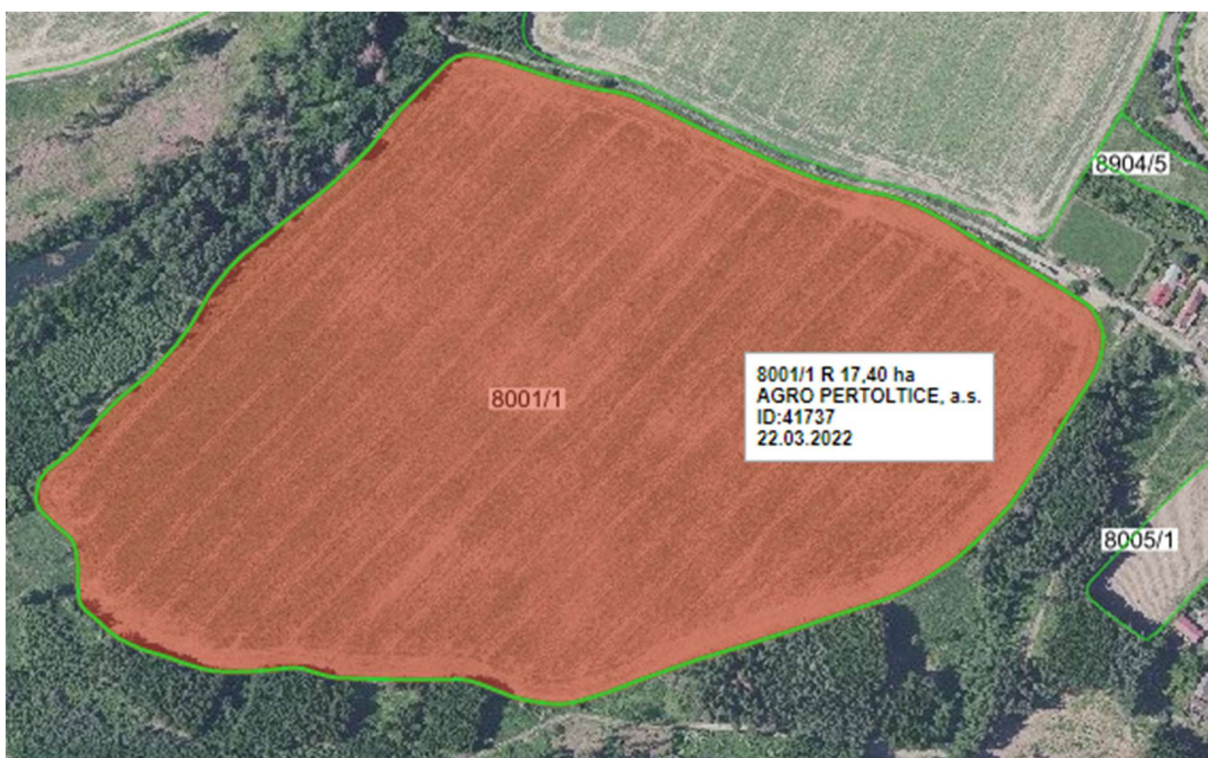 8904/5
8001/1
8001/1 R 17,40 ha
AGRO PERTOLTICE, a.s.
ID:41737
22.03.2022
8005/1